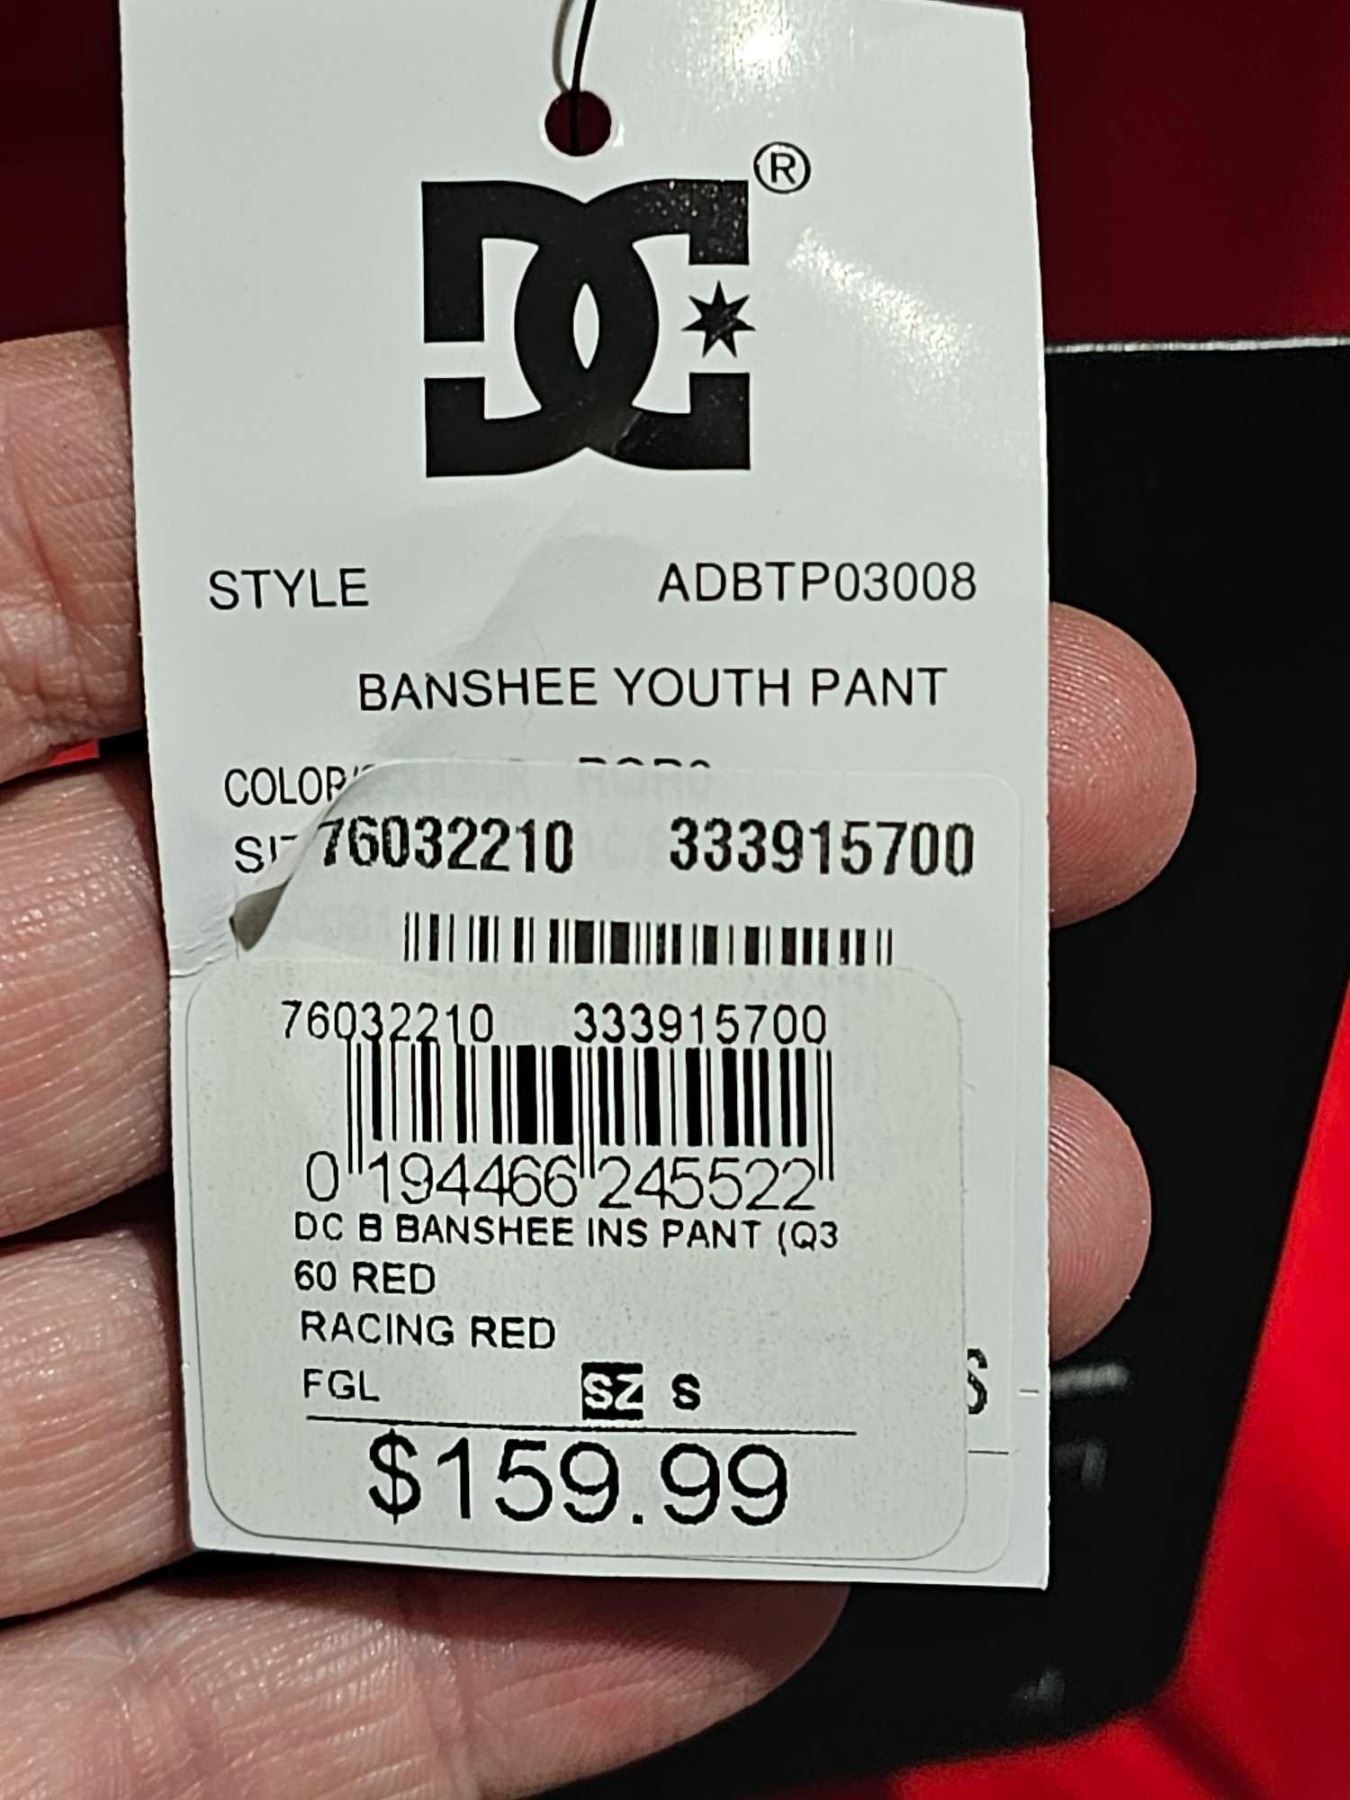 DC ®
STYLE ADBTP03008
BANSHEE YOUTH PANT
76032210 333915700
76032210 333915700
0 194466 245522
DC B BANSHEE INS PANT (Q3
60 RED
RACING RED
FGL SZ S
$159.99